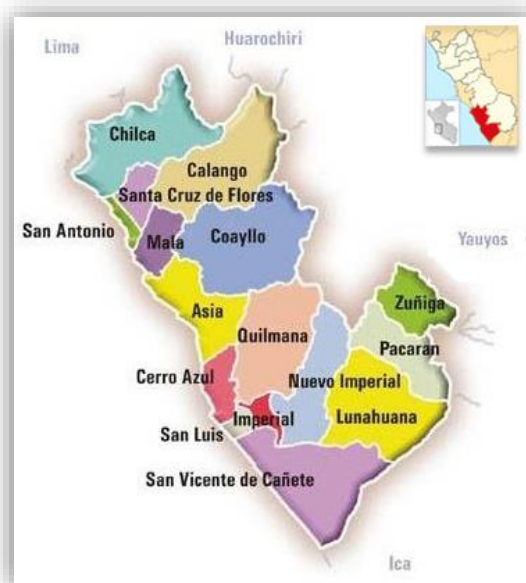 Lima
Huarochiri
Chilca
Calango
Santa Cruz de Flores
San Antonio
Mala
Coayllo
Yauyos
Asia
Zuñiga
Quilmana
Pacaran
Cerro Azul
Nuevo Imperial
Imperial
Lunahuana
San Luis
San Vicente de Cañete
Ica